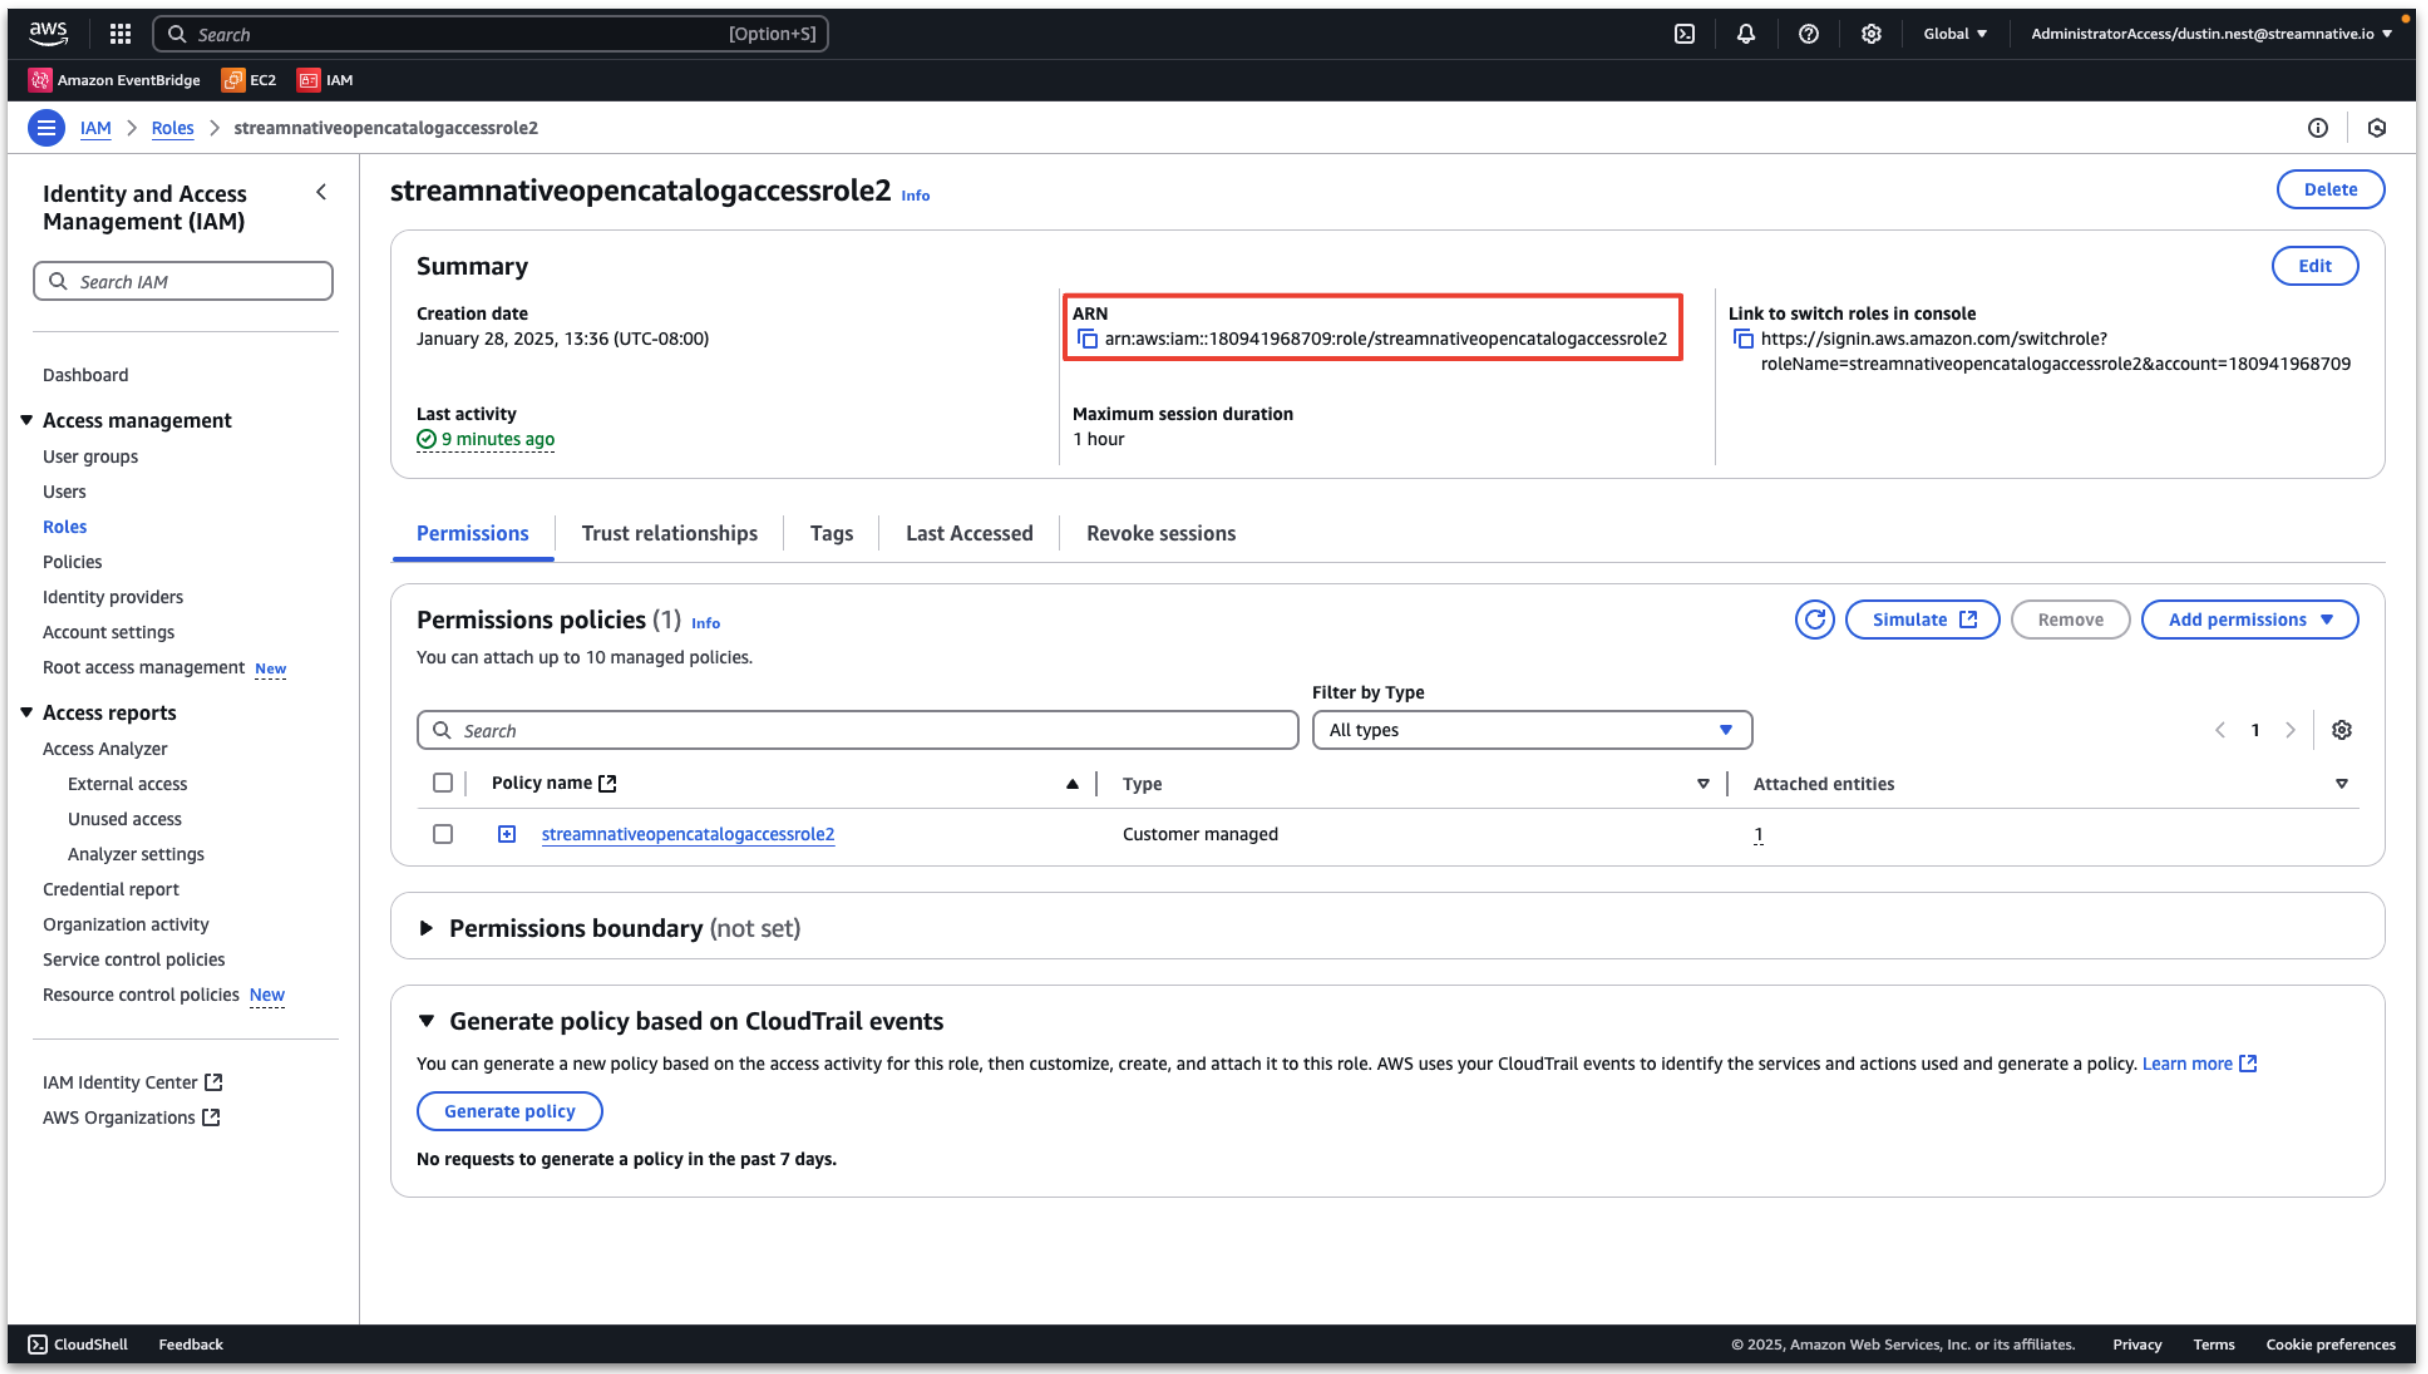 aws
Search
[Option+S]
Global
AdministratorAccess/dustin.nest@streamnative.io
Amazon EventBridge
EC2
IAM
IAM
Roles
streamnativeopencatalogaccessrole2
Identity and Access
Management (IAM)
Search IAM
Dashboard
Access management
User groups
Users
Roles
Policies
Identity providers
Account settings
Root access management New
Access reports
Access Analyzer
External access
Unused access
Analyzer settings
Credential report
Organization activity
Service control policies
Resource control policies New
IAM Identity Center
AWS Organizations
streamnativeopencatalogaccessrole2 Info
Delete
Summary
Edit
Creation date
January 28, 2025, 13:36 (UTC-08:00)
ARN
arn:aws:iam::180941968709:role/streamnativeopencatalogaccessrole2
Link to switch roles in console
https://signin.aws.amazon.com/switchrole?
roleName=streamnativeopencatalogaccessrole2&account=180941968709
Last activity
9 minutes ago
Maximum session duration
1 hour
Permissions
Trust relationships
Tags
Last Accessed
Revoke sessions
Permissions policies (1) Info
You can attach up to 10 managed policies.
Simulate
Remove
Add permissions
Filter by Type
Search
All types
1
Policy name
Type
Attached entities
streamnativeopencatalogaccessrole2
Customer managed
1
Permissions boundary (not set)
Generate policy based on CloudTrail events
You can generate a new policy based on the access activity for this role, then customize, create, and attach it to this role. AWS uses your CloudTrail events to identify the services and actions used and generate a policy. Learn more
Generate policy
No requests to generate a policy in the past 7 days.
CloudShell
Feedback
© 2025, Amazon Web Services, Inc. or its affiliates.
Privacy
Terms
Cookie preferences